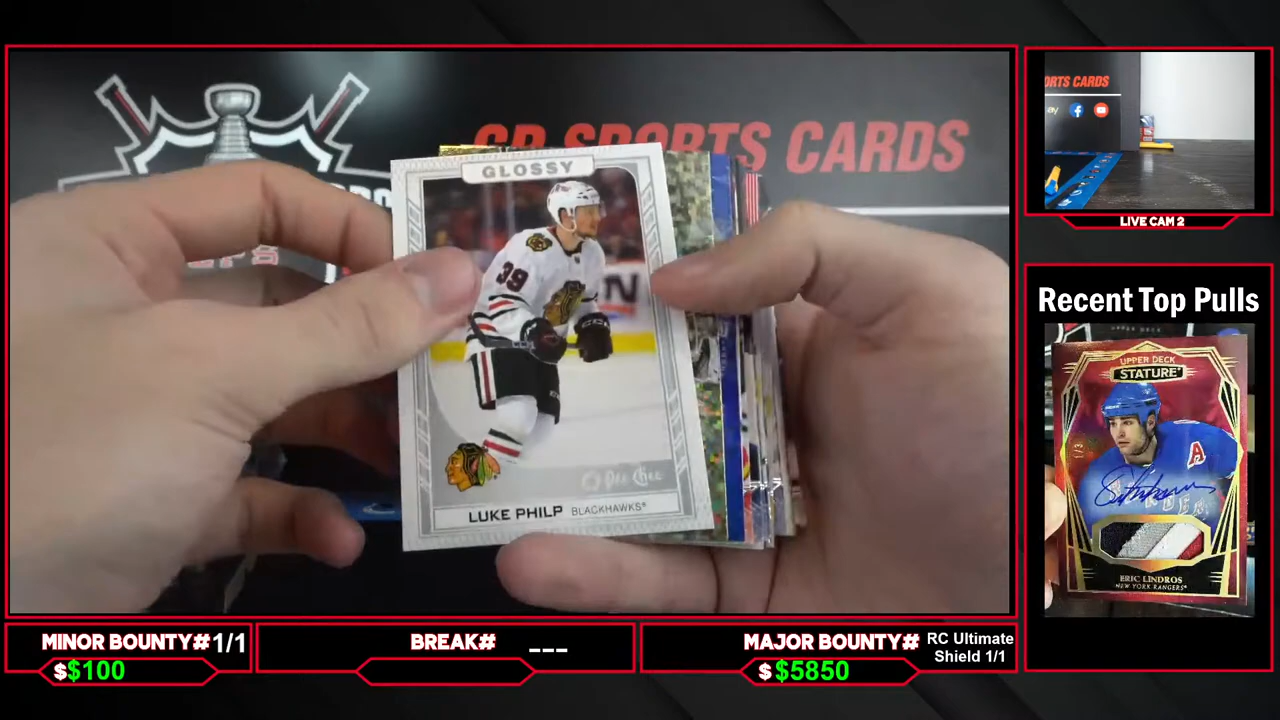 SPORTS CARDS
GLOSSY
39
O-Pee-Chee
LUKE PHILP BLACKHAWKS
ORTS CARDS
LIVE CAM 2
Recent Top Pulls
UPPER DECK
STATURE
A
ERIC LINDROS
NEW YORK RANGERS
MINOR BOUNTY# 1/1
$$100
BREAK# ___
MAJOR BOUNTY# RC Ultimate
Shield 1/1
$ $5850